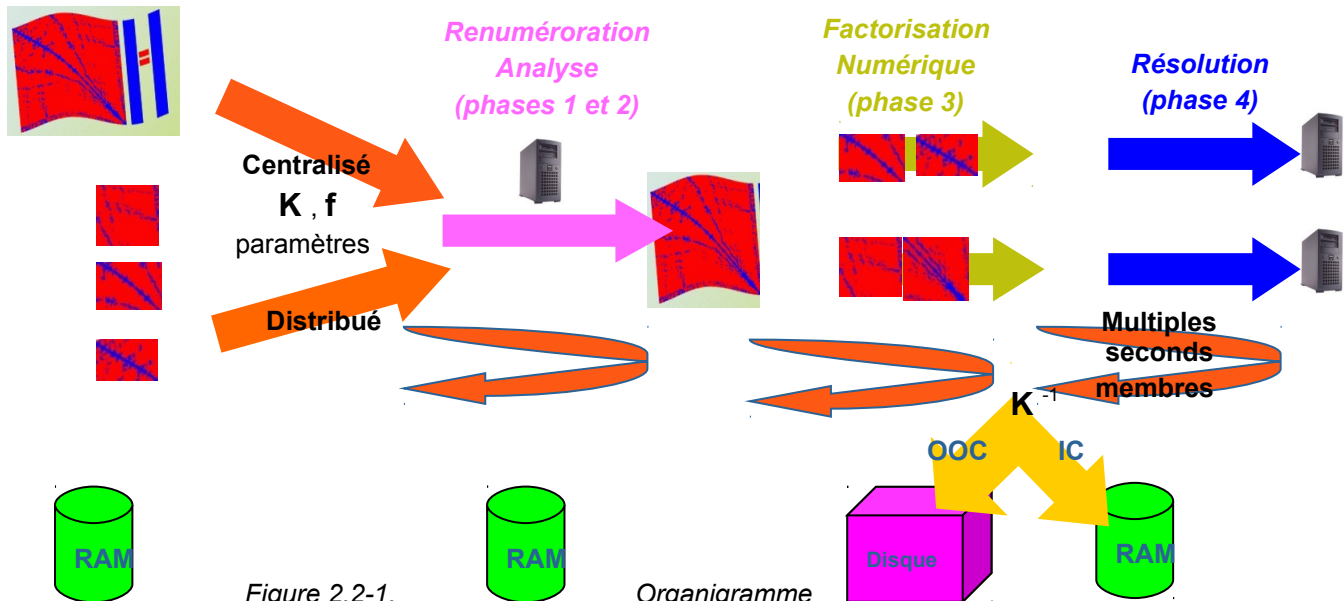 Renuméroration
Analyse
(phases 1 et 2)
Factorisation
Numérique
(phase 3)
Résolution
(phase 4)
Centralisé
K , f
paramètres
Distribué
Multiples
seconds
membres
K -1
OOC
IC
RAM
RAM
Disque
RAM
Figure 2.2-1.
Organigramme